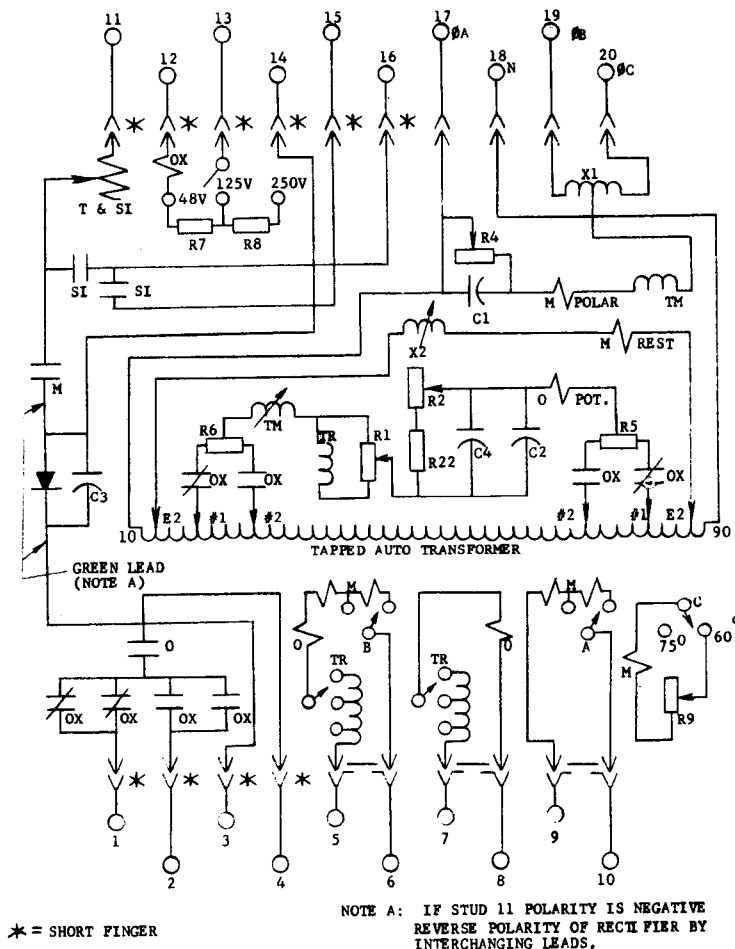 11
13
15
17
19
ØA
ØB
12
14
16
18 N
20 ØC
* * * * * *
OX
X1
T & SI
48V 125V 250V
R7 R8
R4
SI
SI
C1
M POLAR
TM
X2
M REST
M
R6
TM
TR
R1
R2
R22
C4
C2
O POT.
R5
OX OX
OX OX
C3
10
E2 #1 #2
#2 #1 E2
90
TAPPED AUTO TRANSFORMER
GREEN LEAD
(NOTE A)
O
M
B
O
TR
TR
O
M
A
C
75° 60°
M
R9
OX OX OX OX
* * * *
1
2
3
4
5
6
7
8
9
10
* = SHORT FINGER
NOTE A: IF STUD 11 POLARITY IS NEGATIVE
REVERSE POLARITY OF RECTIFIER BY
INTERCHANGING LEADS.